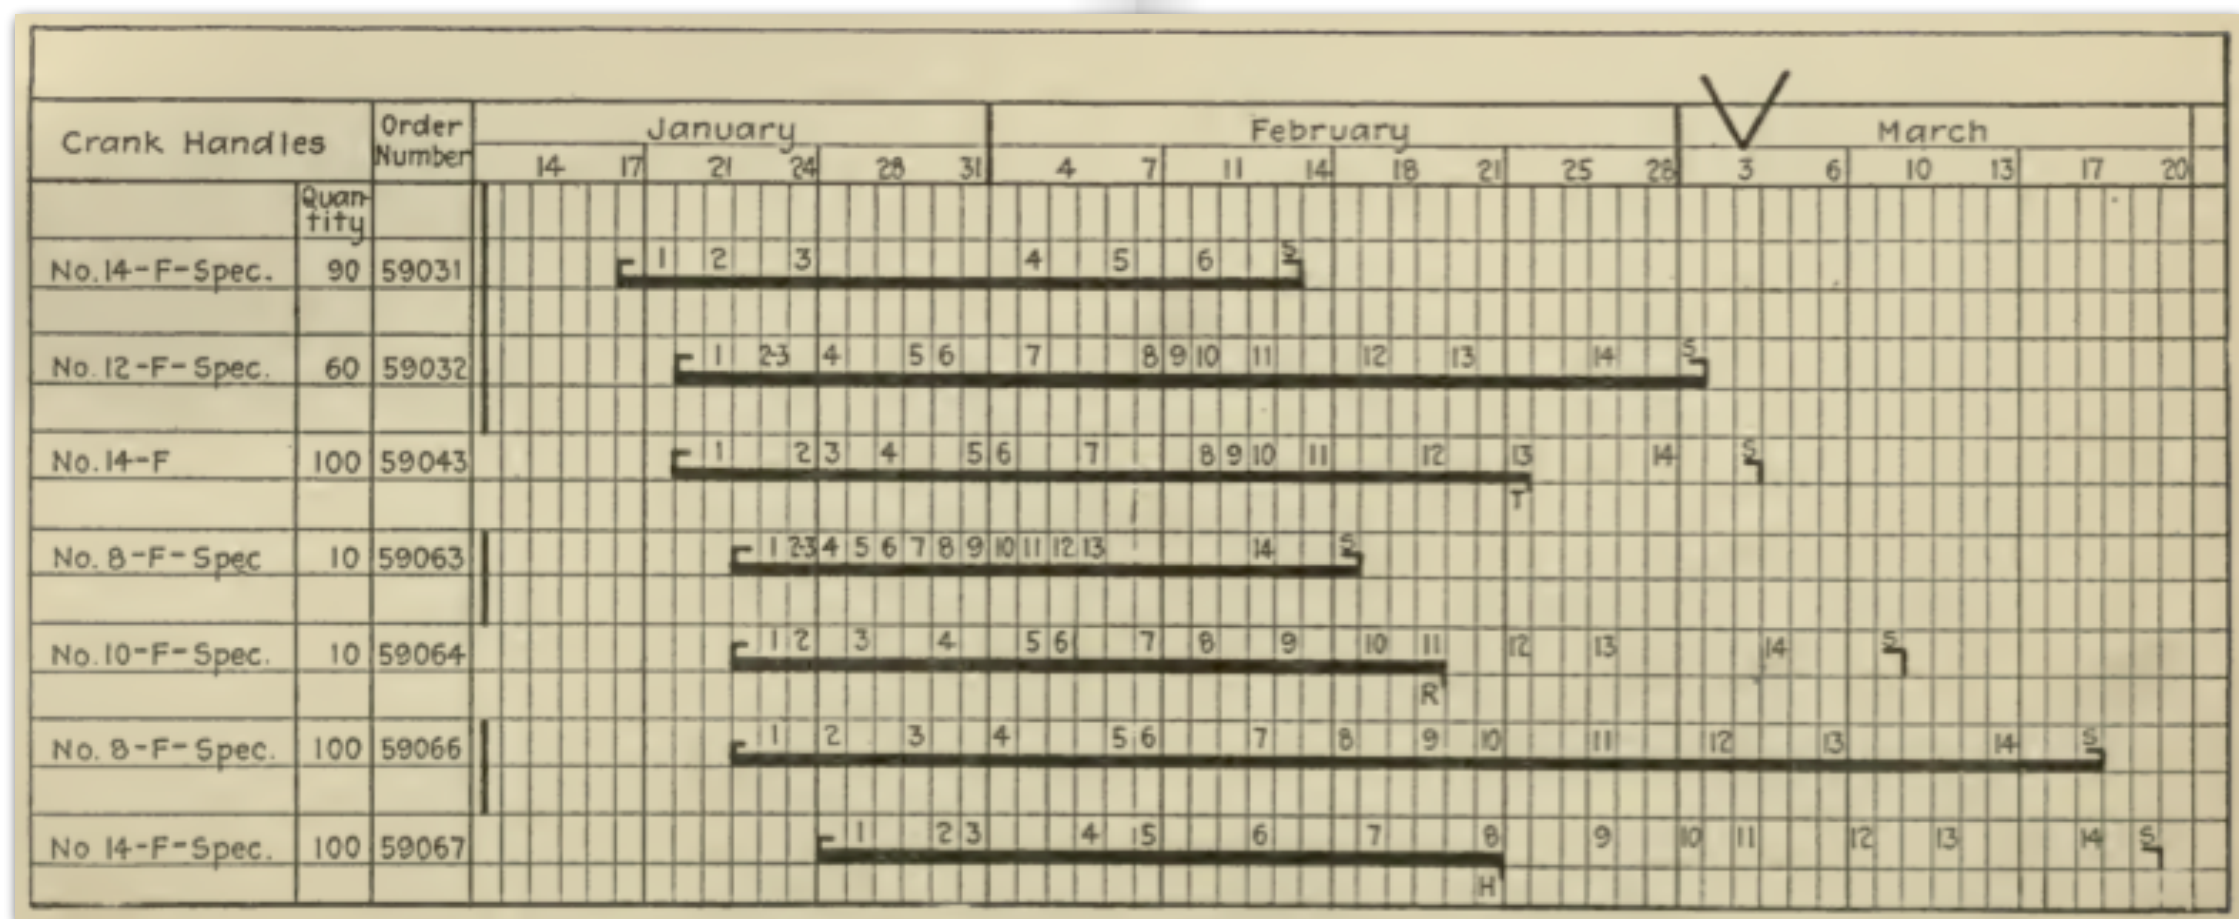 January February March
Crank Handles Order Number
14 17 21 24 28 31 4 7 11 14 18 21 25 28 3 6 10 13 17 20
Quan-
tity
1 2 3 4 5 6 S
No.14-F-Spec. 90 59031
1 2-3 4 5 6 7 8 9 10 11 12 13 14 S
No.12-F-Spec. 60 59032
1 2 3 4 5 6 7 8 9 10 11 12 13 14 S
No.14-F 100 59043
T
1 2-3 4 5 6 7 8 9 10 11 12 13 14 S
No.8-F-Spec 10 59063
1 2 3 4 5 6 7 8 9 10 11 12 13 14 S
No.10-F-Spec. 10 59064
R
1 2 3 4 5 6 7 8 9 10 11 12 13 14 S
No.8-F-Spec. 100 59066
1 2 3 4 5 6 7 8 9 10 11 12 13 14 S
No 14-F-Spec. 100 59067
H